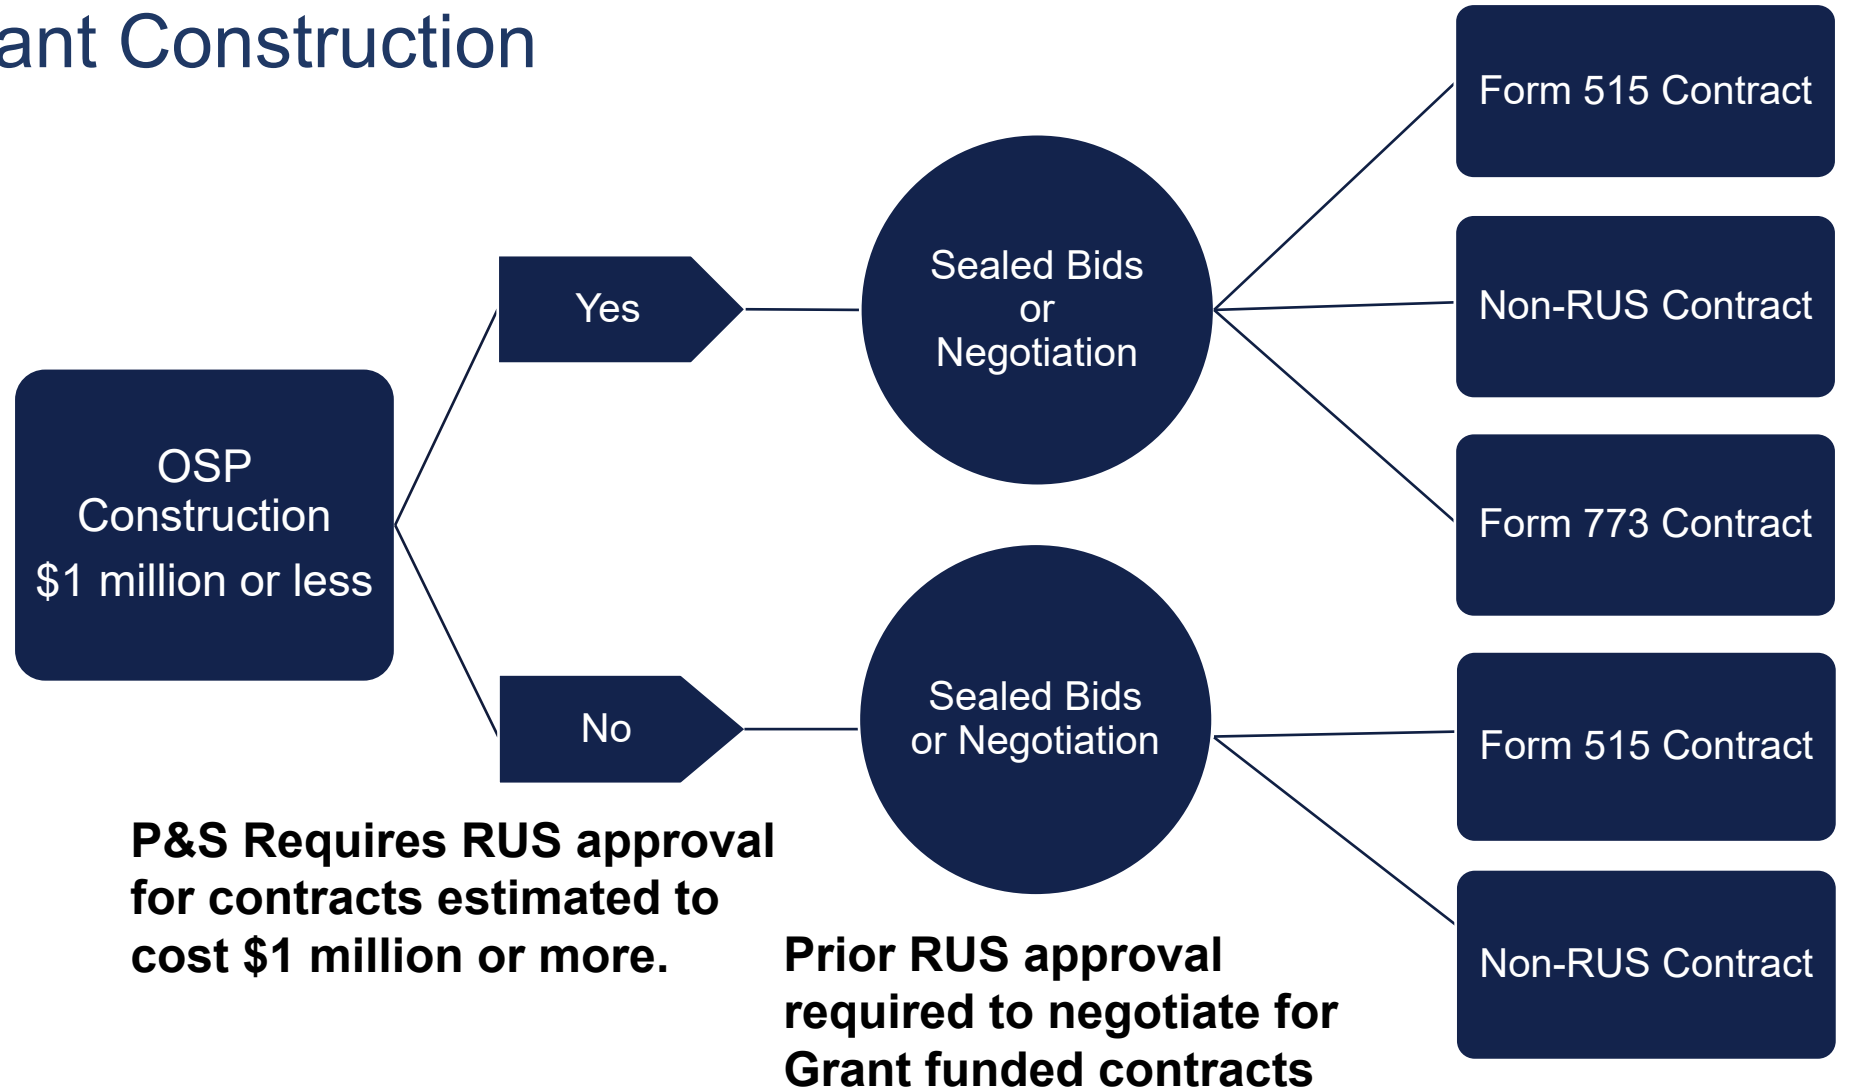 ant Construction
OSP
Construction
$1 million or less
Yes
No
Sealed Bids
or
Negotiation
Sealed Bids
or Negotiation
Form 515 Contract
Non-RUS Contract
Form 773 Contract
Form 515 Contract
Non-RUS Contract
P&S Requires RUS approval
for contracts estimated to
cost $1 million or more.
Prior RUS approval
required to negotiate for
Grant funded contracts